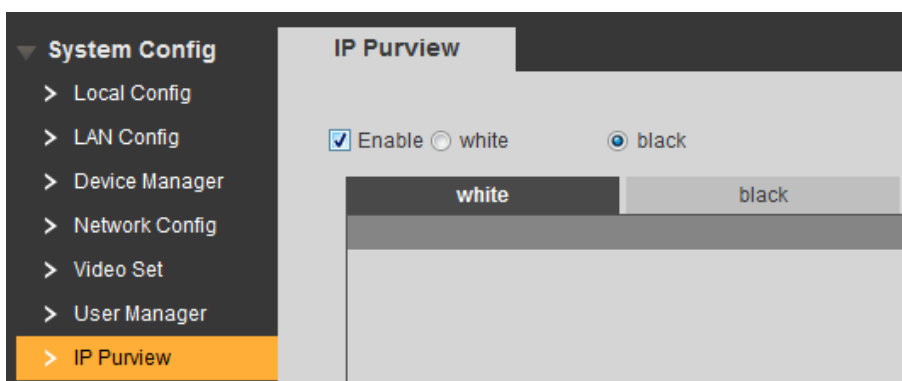 System Config
Local Config
LAN Config
Device Manager
Network Config
Video Set
User Manager
IP Purview
IP Purview
Enable white black
white black